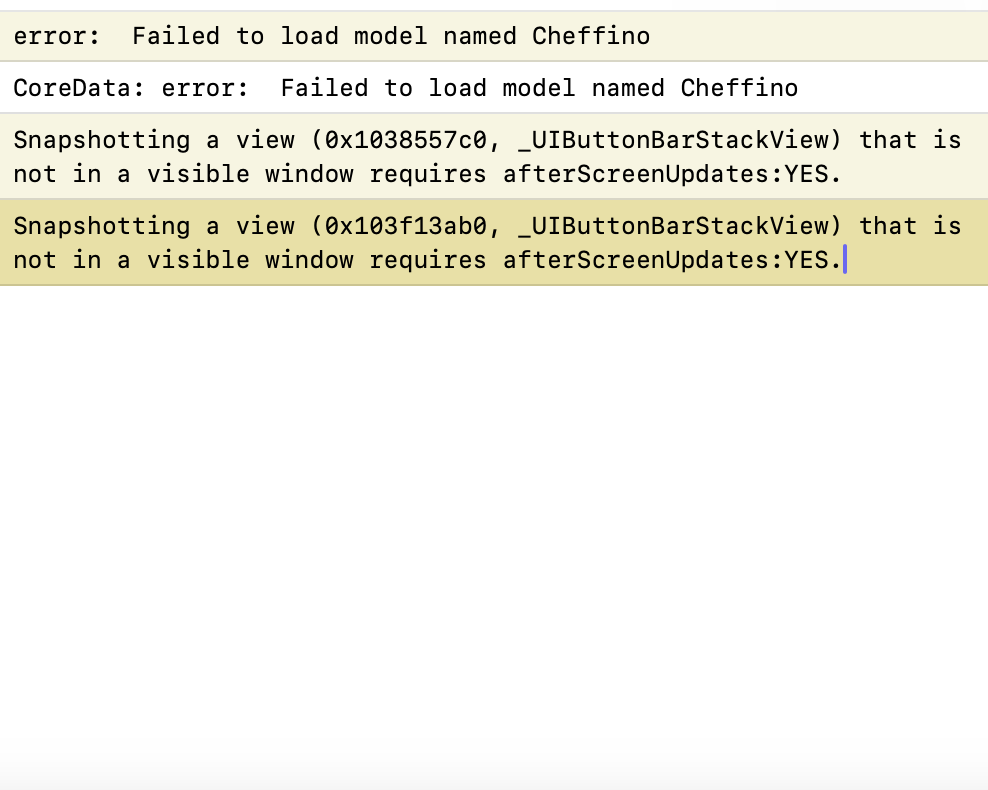 error:  Failed to load model named Cheffino
CoreData: error:  Failed to load model named Cheffino
Snapshotting a view (0x1038557c0, _UIButtonBarStackView) that is
not in a visible window requires afterScreenUpdates:YES.
Snapshotting a view (0x103f13ab0, _UIButtonBarStackView) that is
not in a visible window requires afterScreenUpdates:YES.